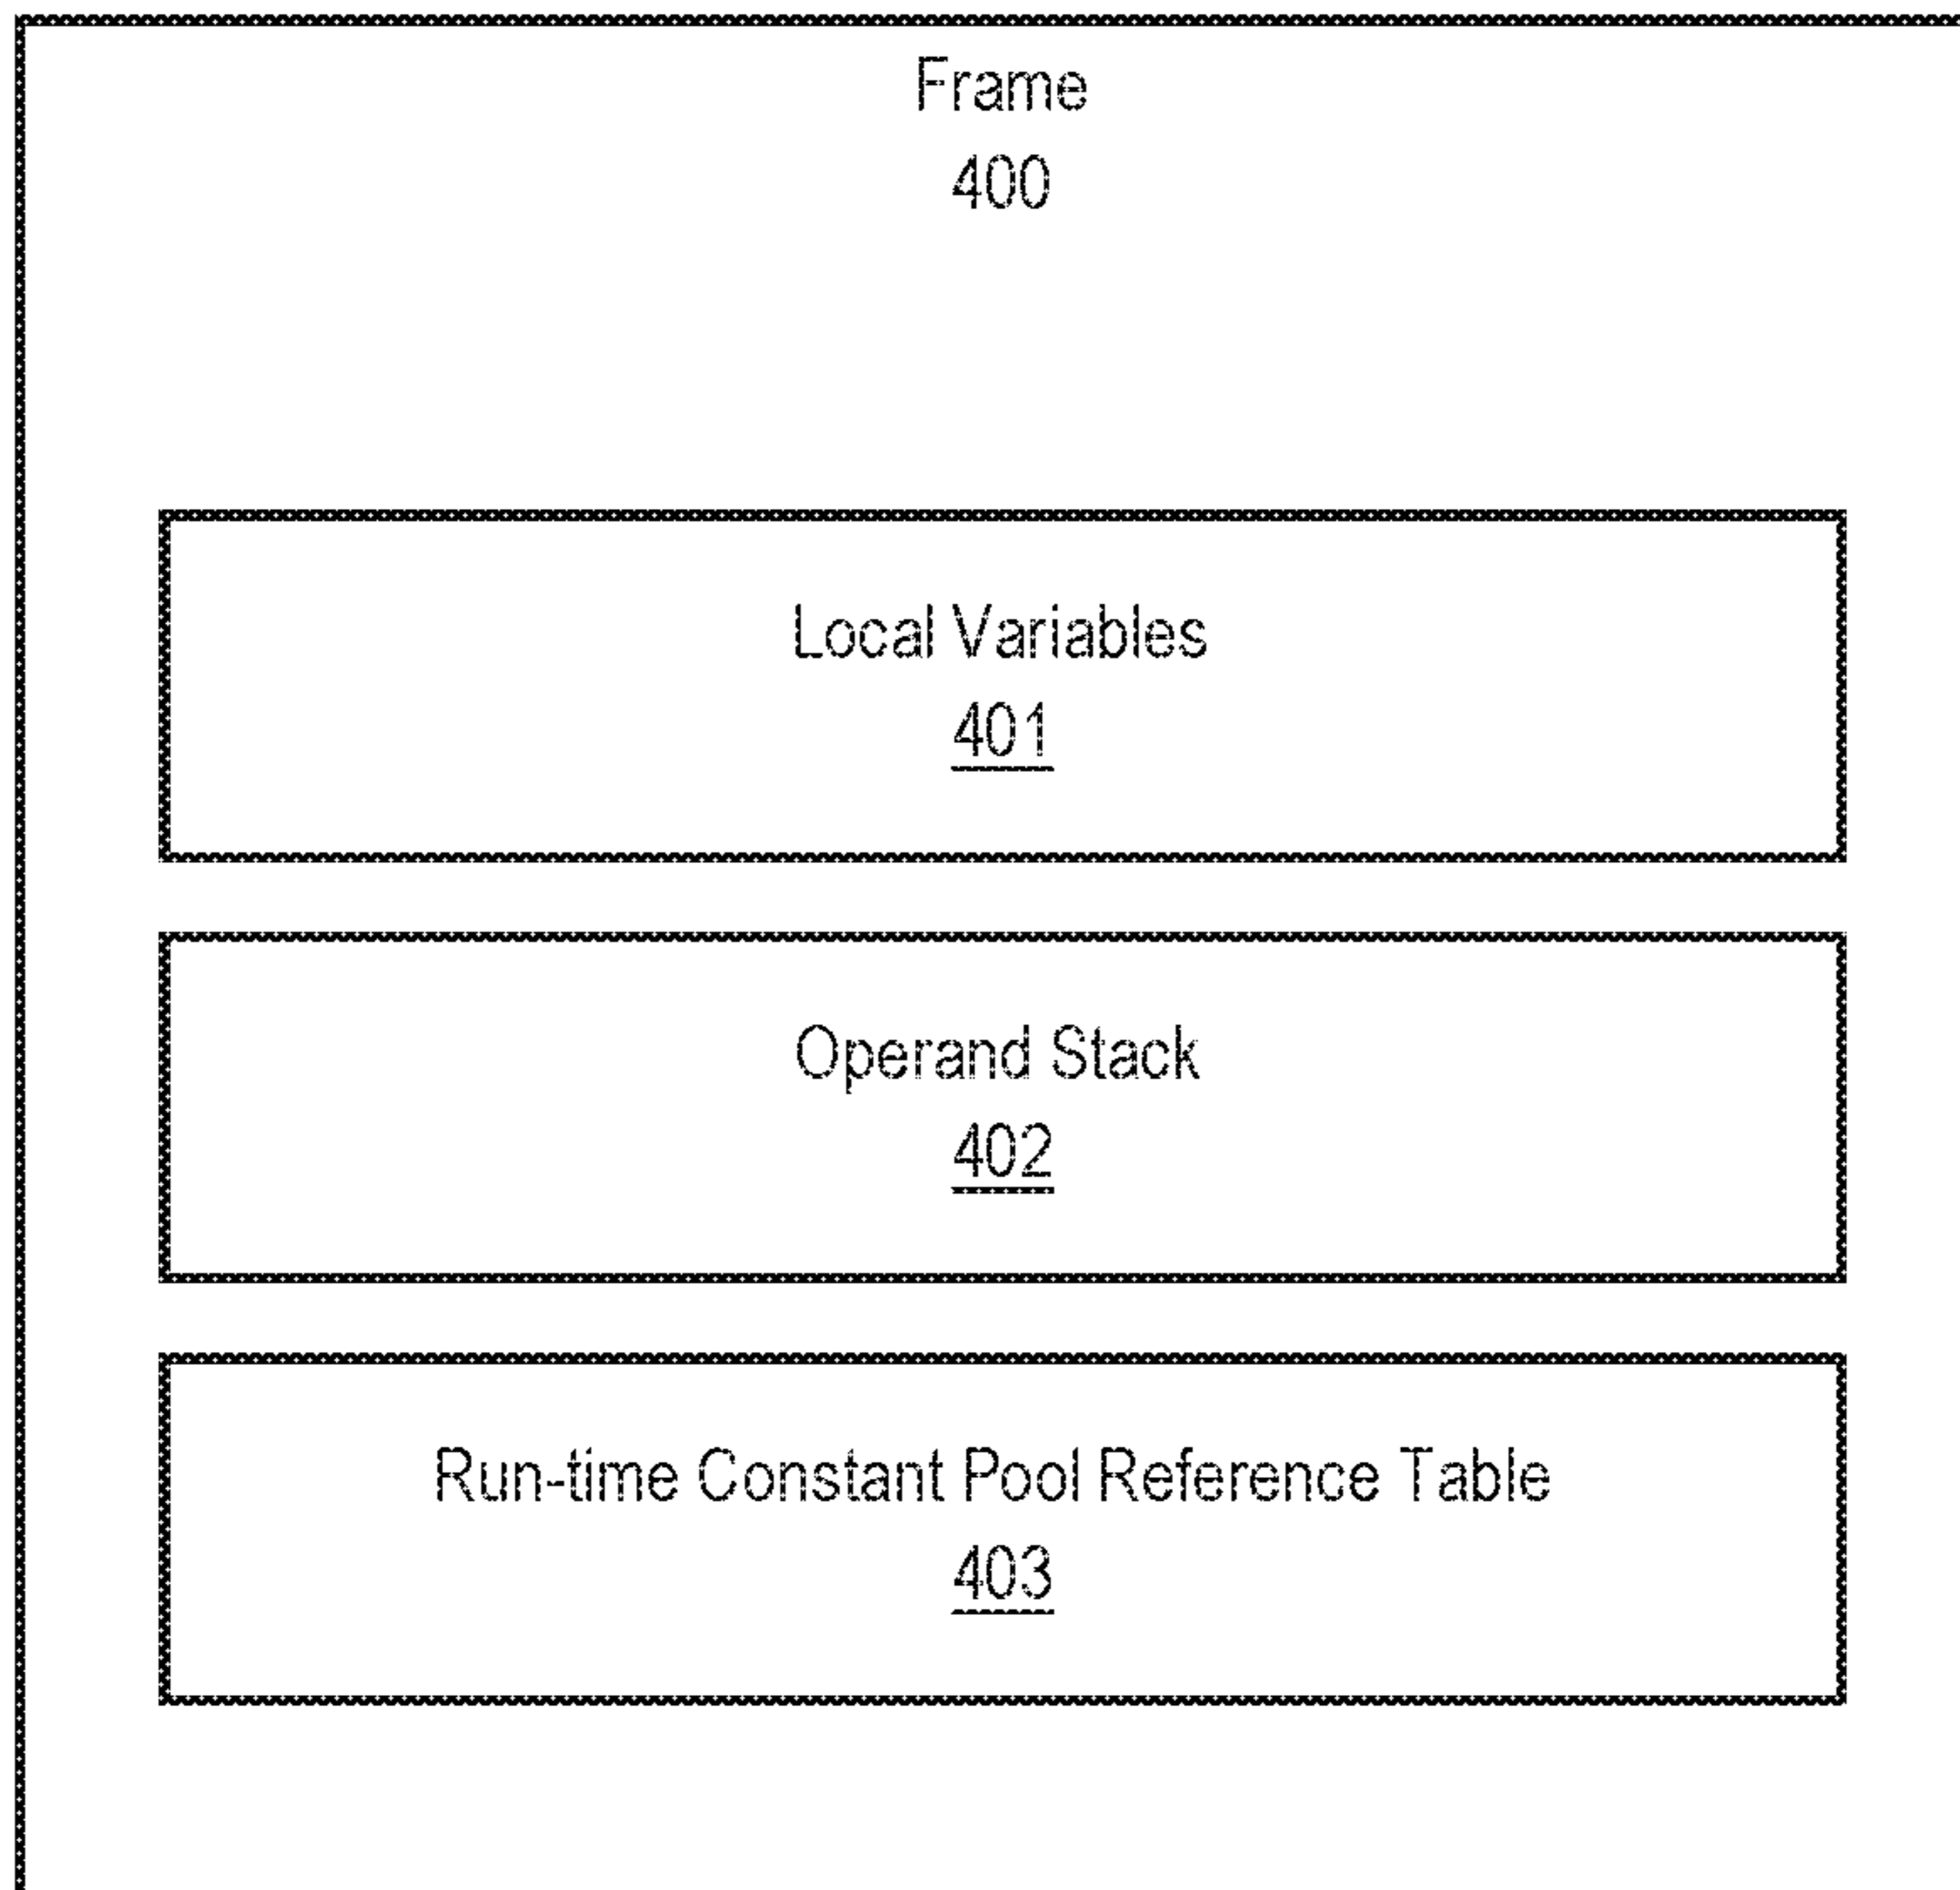 Frame
400
Local Variables
401
Operand Stack
402
Run-time Constant Pool Reference Table
403